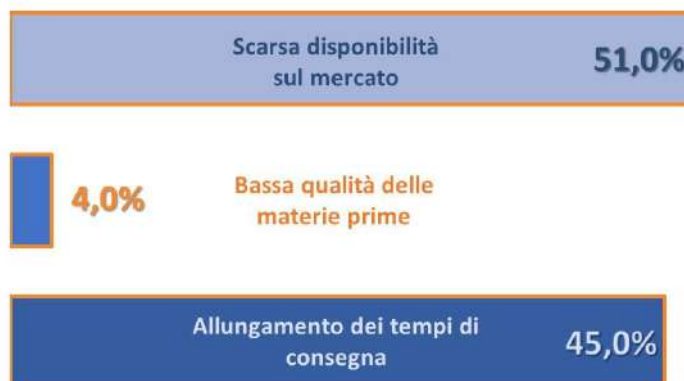 Scarsa disponibilità
sul mercato
51,0%
4,0%
Bassa qualità delle
materie prime
Allungamento dei tempi di
consegna
45,0%